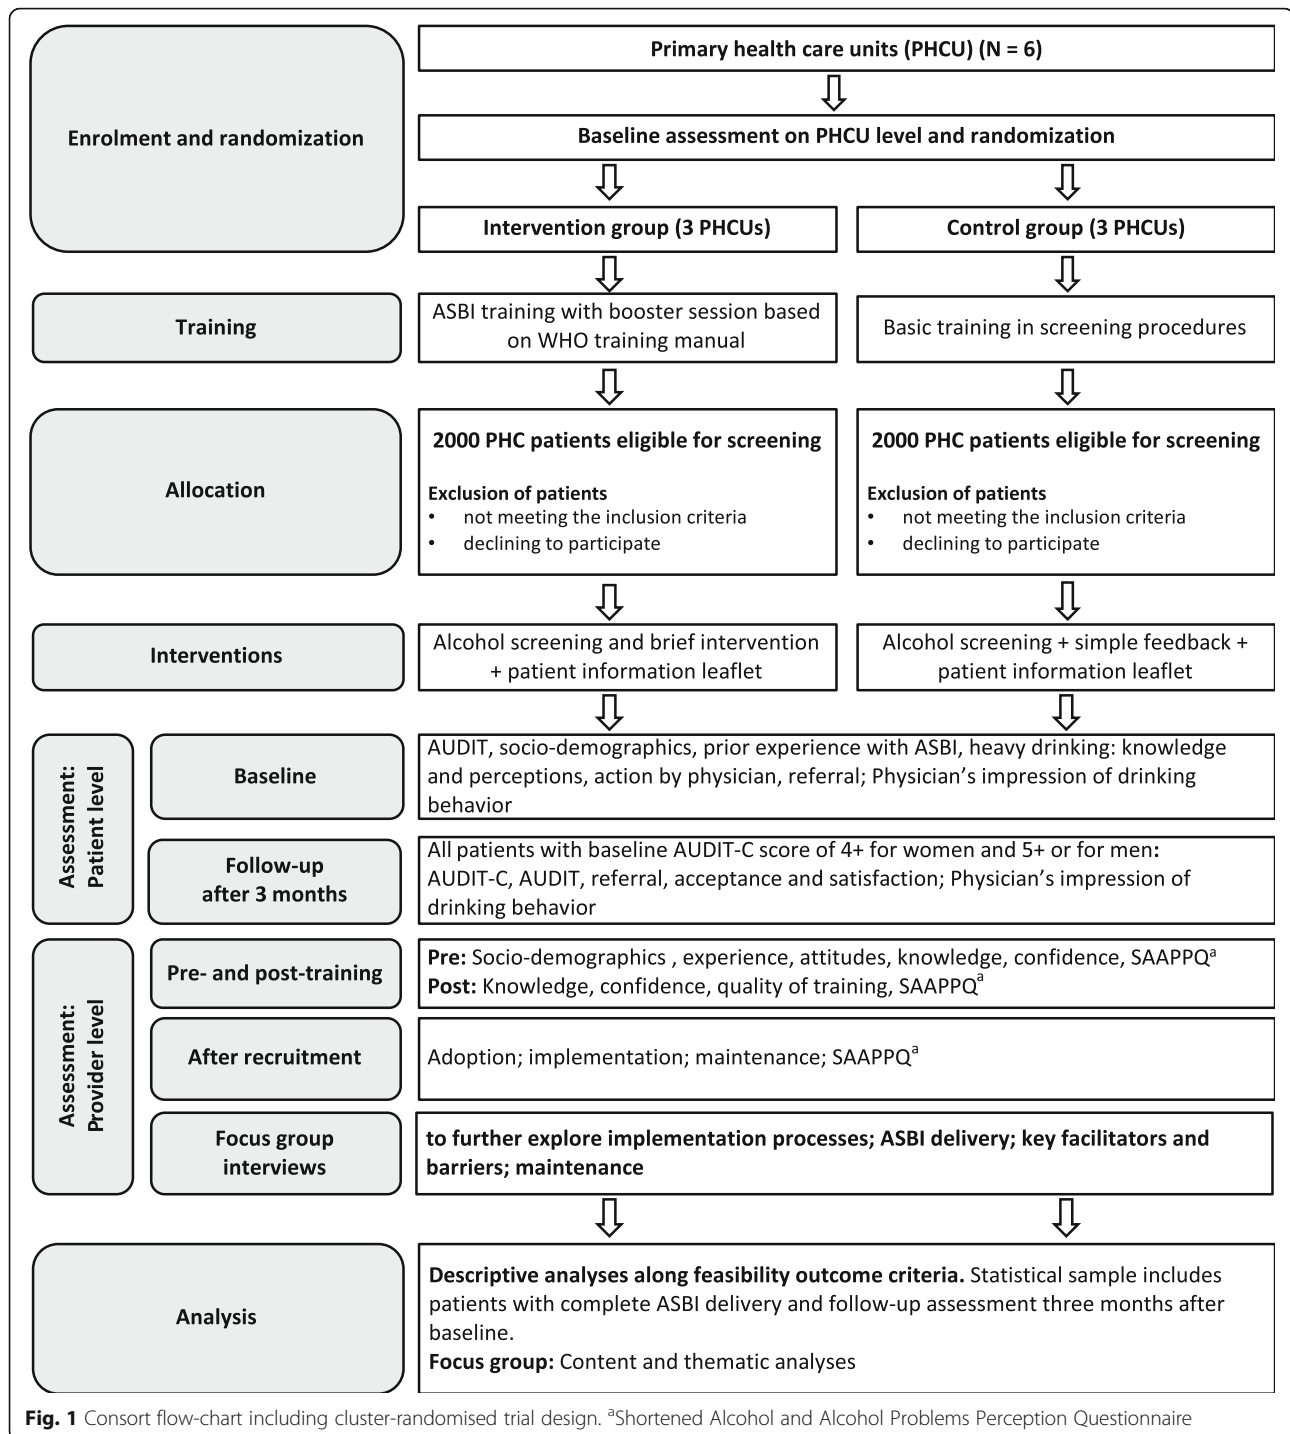 Enrolment and randomization
Primary health care units (PHCU) (N = 6)
Baseline assessment on PHCU level and randomization
Intervention group (3 PHCUs)
Control group (3 PHCUs)
Training
ASBI training with booster session based
on WHO training manual
Basic training in screening procedures
Allocation
2000 PHC patients eligible for screening
Exclusion of patients
• not meeting the inclusion criteria
• declining to participate
2000 PHC patients eligible for screening
Exclusion of patients
• not meeting the inclusion criteria
• declining to participate
Interventions
Alcohol screening and brief intervention
+ patient information leaflet
Alcohol screening + simple feedback +
patient information leaflet
Assessment:
Patient level
Baseline
AUDIT, socio-demographics, prior experience with ASBI, heavy drinking: knowledge
and perceptions, action by physician, referral; Physician’s impression of drinking
behavior
Follow-up
after 3 months
All patients with baseline AUDIT-C score of 4+ for women and 5+ or for men:
AUDIT-C, AUDIT, referral, acceptance and satisfaction; Physician’s impression of
drinking behavior
Assessment:
Provider level
Pre- and post-training
Pre: Socio-demographics , experience, attitudes, knowledge, confidence, SAAPPQa
Post: Knowledge, confidence, quality of training, SAAPPQa
After recruitment
Adoption; implementation; maintenance; SAAPPQa
Focus group
interviews
to further explore implementation processes; ASBI delivery; key facilitators and
barriers; maintenance
Analysis
Descriptive analyses along feasibility outcome criteria. Statistical sample includes
patients with complete ASBI delivery and follow-up assessment three months after
baseline.
Focus group: Content and thematic analyses
Fig. 1 Consort flow-chart including cluster-randomised trial design. aShortened Alcohol and Alcohol Problems Perception Questionnaire